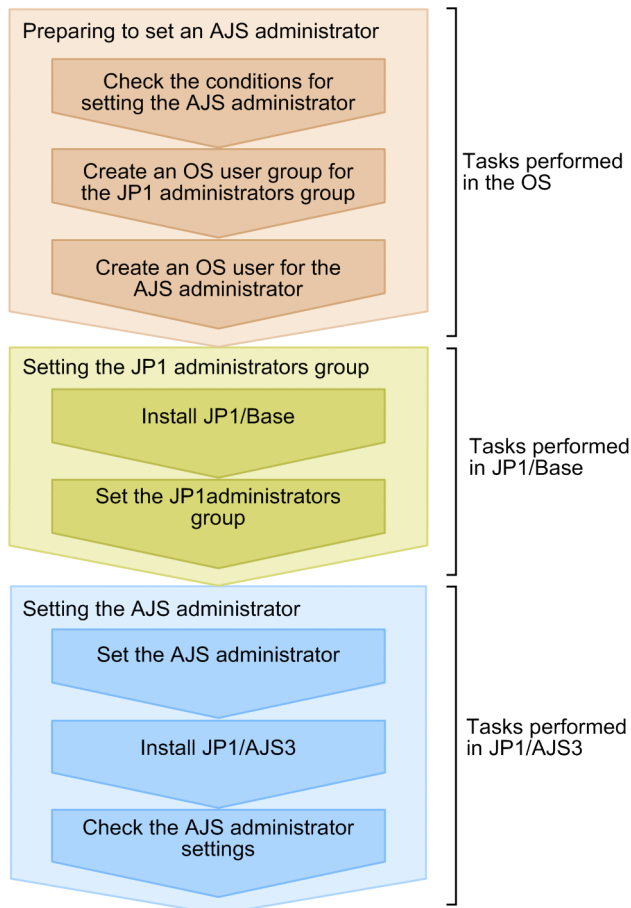 Preparing to set an AJS administrator
Check the conditions for
setting the AJS administrator
Create an OS user group for
the JP1 administrators group
Create an OS user for the
AJS administrator
Tasks performed
in the OS
Setting the JP1 administrators group
Install JP1/Base
Set the JP1administrators
group
Tasks performed
in JP1/Base
Setting the AJS administrator
Set the AJS administrator
Install JP1/AJS3
Check the AJS administrator
settings
Tasks performed
in JP1/AJS3